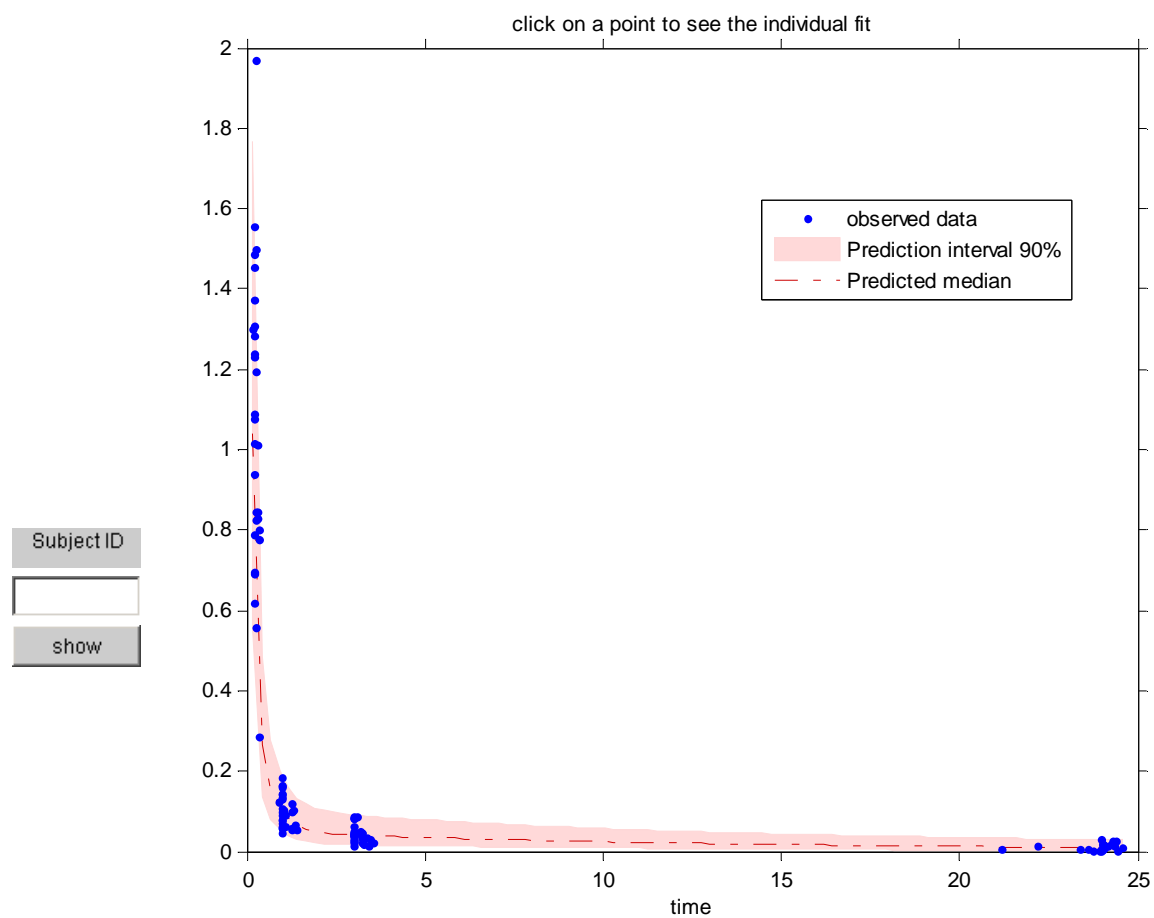 click on a point to see the individual fit
2
1.8
1.6
1.4
1.2
1
0.8
0.6
0.4
0.2
0
observed data
Prediction interval 90%
Predicted median
Subject ID
show
0 5 10 15 20 25
time